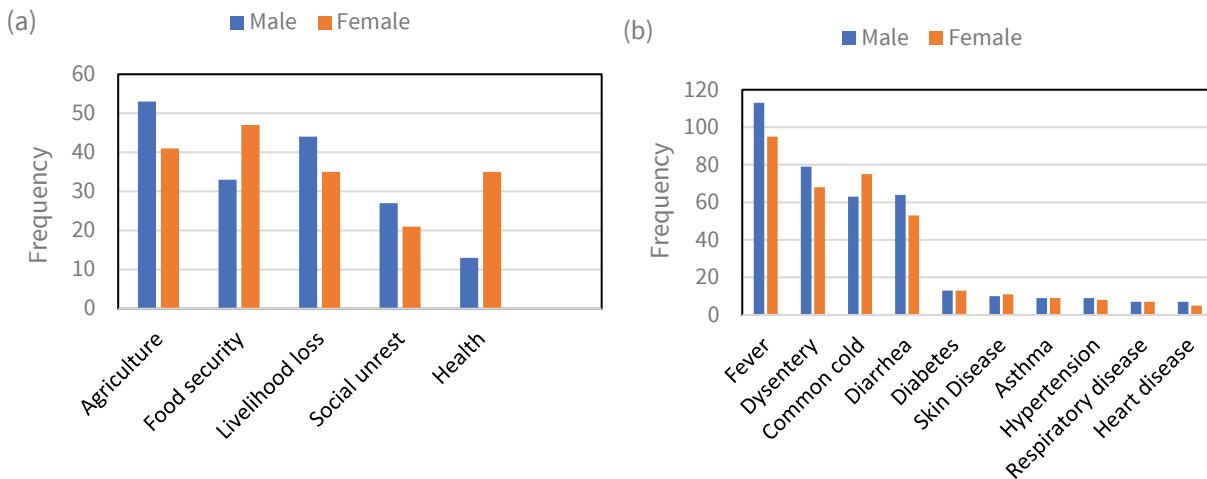 (a)
Male Female
Frequency
60
50
40
30
20
10
0
Agriculture
Food security
Livelihood loss
Social unrest
Health
(b)
Male Female
Frequency
120
100
80
60
40
20
0
Fever
Dysentery
Common cold
Diarrhea
Diabetes
Skin Disease
Asthma
Hypertension
Respiratory disease
Heart disease